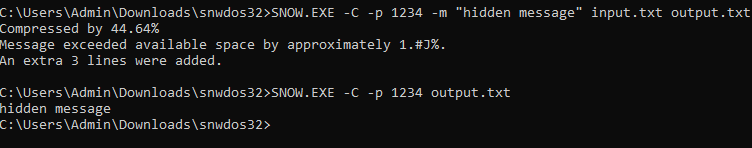 C:\Users\Admin\Downloads\snwdos32>SNOW.EXE -C -p 1234 -m "hidden message" input.txt output.txt
Compressed by 44.64%
Message exceeded available space by approximately 1.#J%.
An extra 3 lines were added.
C:\Users\Admin\Downloads\snwdos32>SNOW.EXE -C -p 1234 output.txt
hidden message
C:\Users\Admin\Downloads\snwdos32>